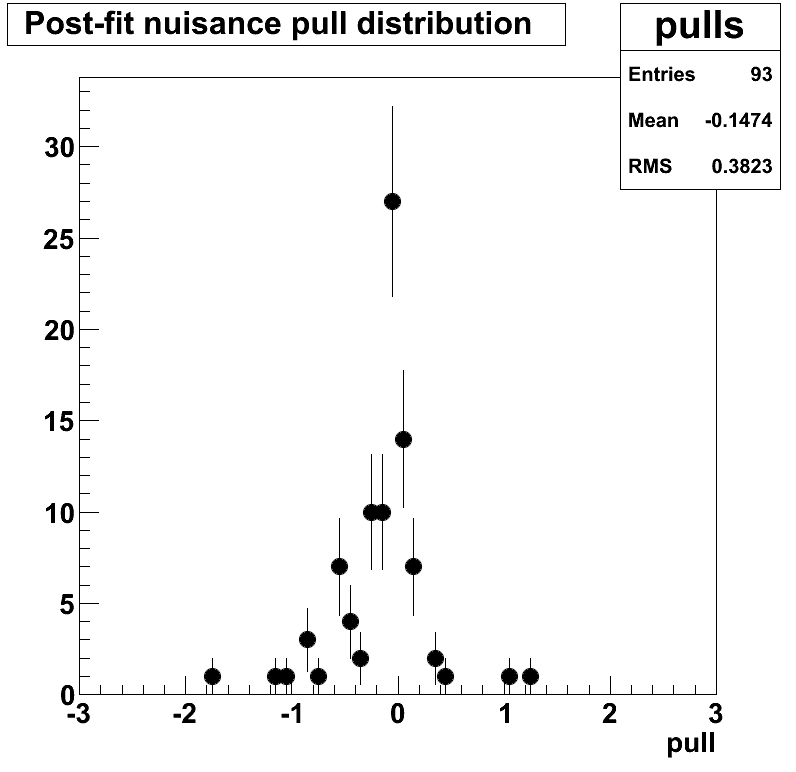 Post-fit nuisance pull distribution
pulls
Entries 93
Mean -0.1474
RMS 0.3823
30
25
20
15
10
5
0
-3 -2 -1 0 1 2 3
pull